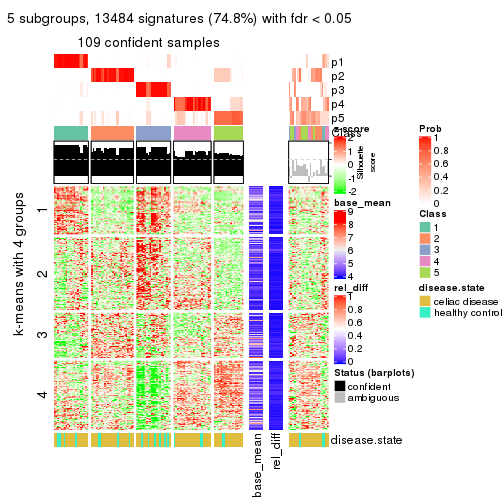 5 subgroups, 13484 signatures (74.8%) with fdr < 0.05
109 confident samples
p1
p2
p3
p4
p5
Class
Silhouette
score
k-means with 4 groups
1
2
3
4
base_mean
rel_diff
disease.state
z-score
2
1
0
-1
-2
base_mean
9
8
7
6
5
4
rel_diff
1
0.8
0.6
0.4
0.2
0
Status (barplots)
confident
ambiguous
Prob
1
0.8
0.6
0.4
0.2
0
Class
1
2
3
4
5
disease.state
celiac disease
healthy control